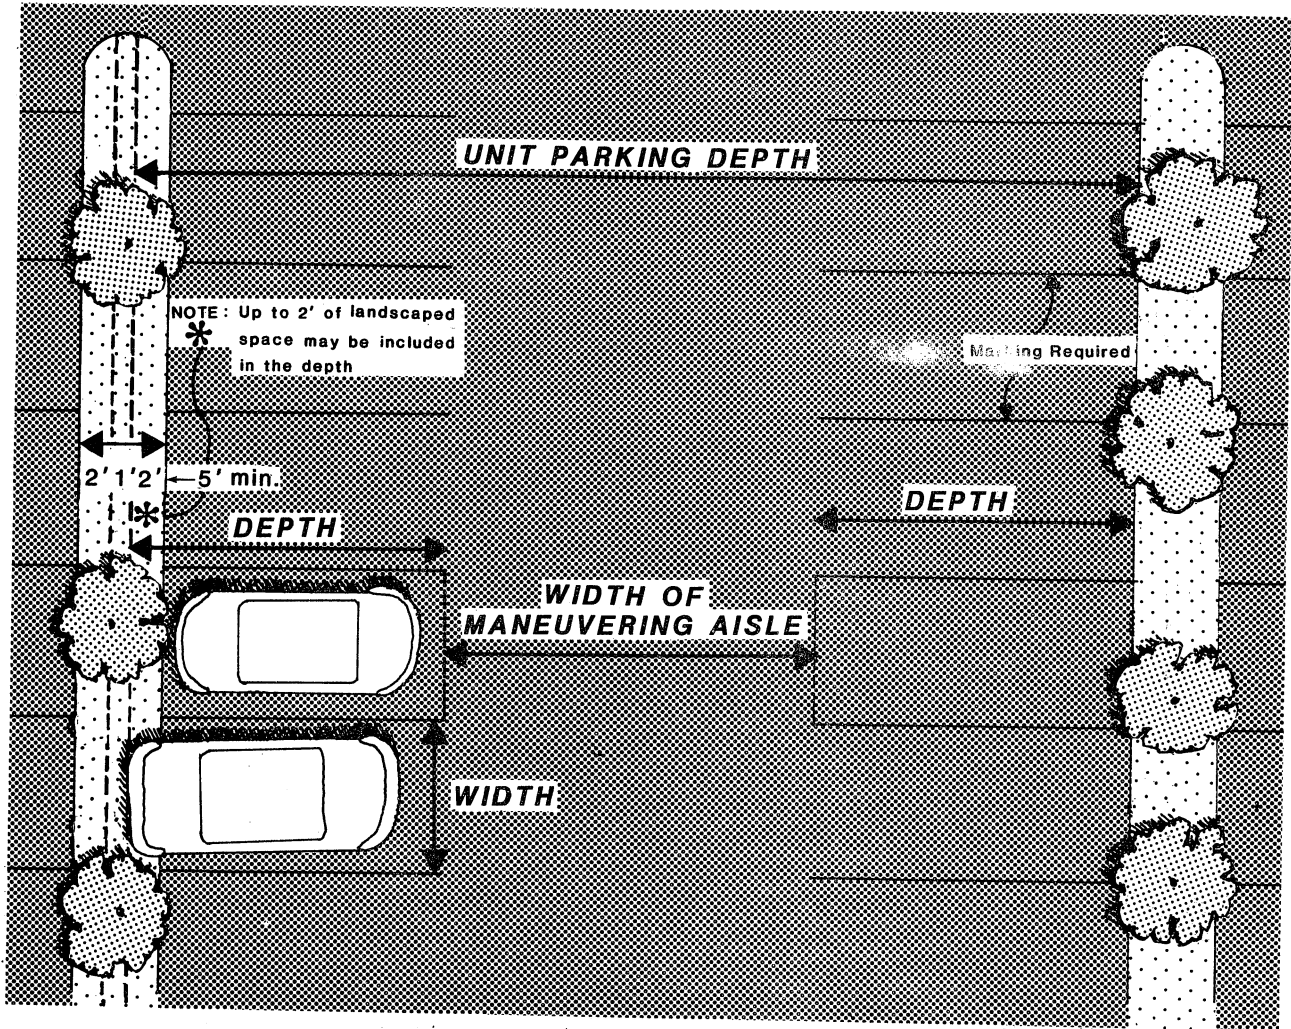 UNIT PARKING DEPTH
NOTE: Up to 2' of landscaped
* space may be included
in the depth
Marking Required
2' 1' 2' ←5' min.
*
DEPTH
DEPTH
WIDTH OF
MANEUVERING AISLE
WIDTH